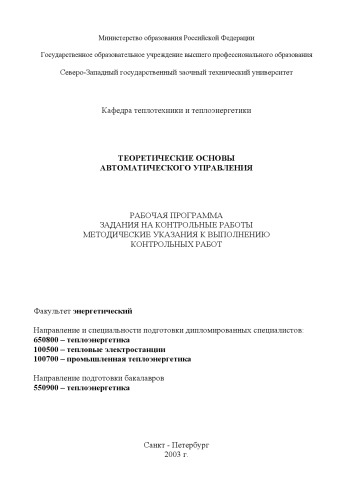 Министерство образования Российской Федерации
Государственное образовательное учреждение высшего профессионального образования
Северо-Западный государственный заочный технический университет
Кафедра теплотехники и теплоэнергетики
ТЕОРЕТИЧЕСКИЕ ОСНОВЫ
АВТОМАТИЧЕСКОГО УПРАВЛЕНИЯ
РАБОЧАЯ ПРОГРАММА
ЗАДАНИЯ НА КОНТРОЛЬНЫЕ РАБОТЫ
МЕТОДИЧЕСКИЕ УКАЗАНИЯ К ВЫПОЛНЕНИЮ
КОНТРОЛЬНЫХ РАБОТ
Факультет энергетический
Направление и специальности подготовки дипломированных специалистов:
650800 – теплоэнергетика
100500 – тепловые электростанции
100700 – промышленная теплоэнергетика
Направление подготовки бакалавров
550900 – теплоэнергетика
Санкт - Петербург
2003 г.